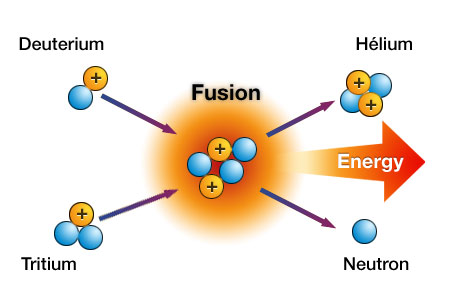 Deuterium
Hélium
+
+
+
Fusion
+
+
Energy
+
Tritium
Neutron